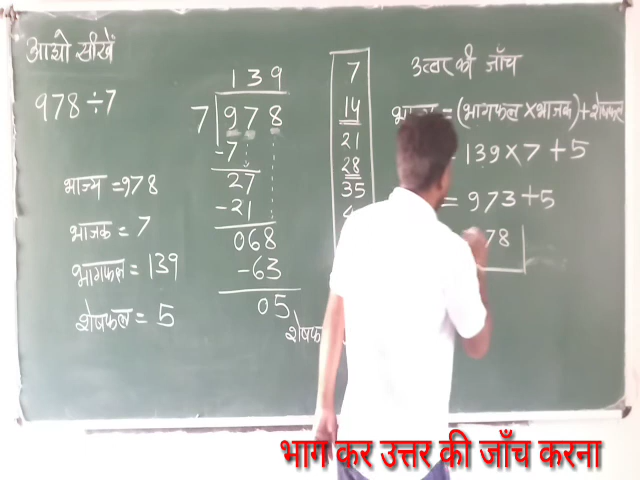 आओ सीखें
978 ÷ 7
139
7 978
-7
27
-21
068
-63
05
शेषफल
भाज्य = 978
भाजक = 7
भागफल = 139
शेषफल = 5
7
14
21
28
35
उत्तर की जाँच
= (भागफल × भाजक) + शेषफल
139 × 7 + 5
= 973 + 5
78
भाग कर उत्तर की जाँच करना